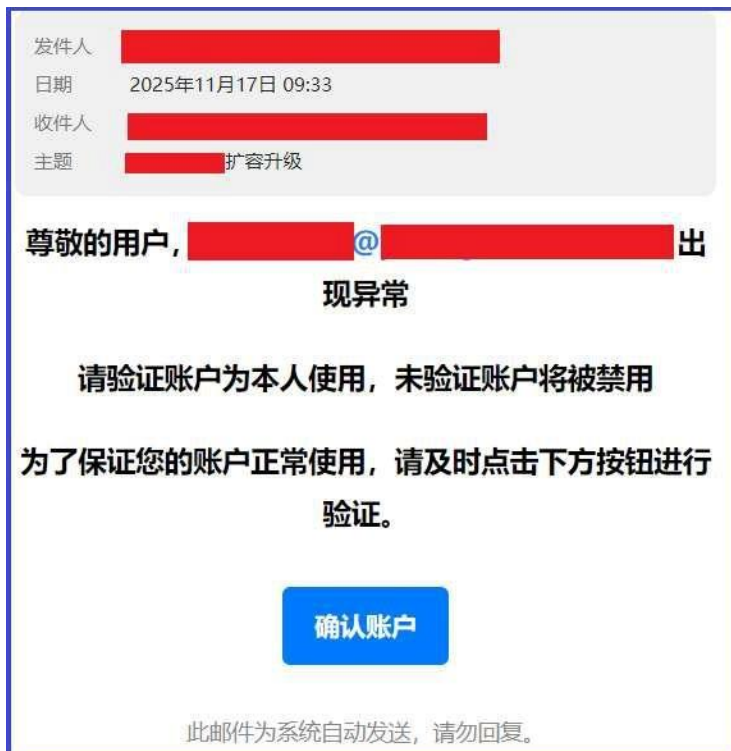 发件人
日期 2025年11月17日 09:33
收件人
主题 扩容升级
尊敬的用户, @ 出
现异常
请验证账户为本人使用，未验证账户将被禁用
为了保证您的账户正常使用，请及时点击下方按钮进行
验证。
确认账户
此邮件为系统自动发送，请勿回复。